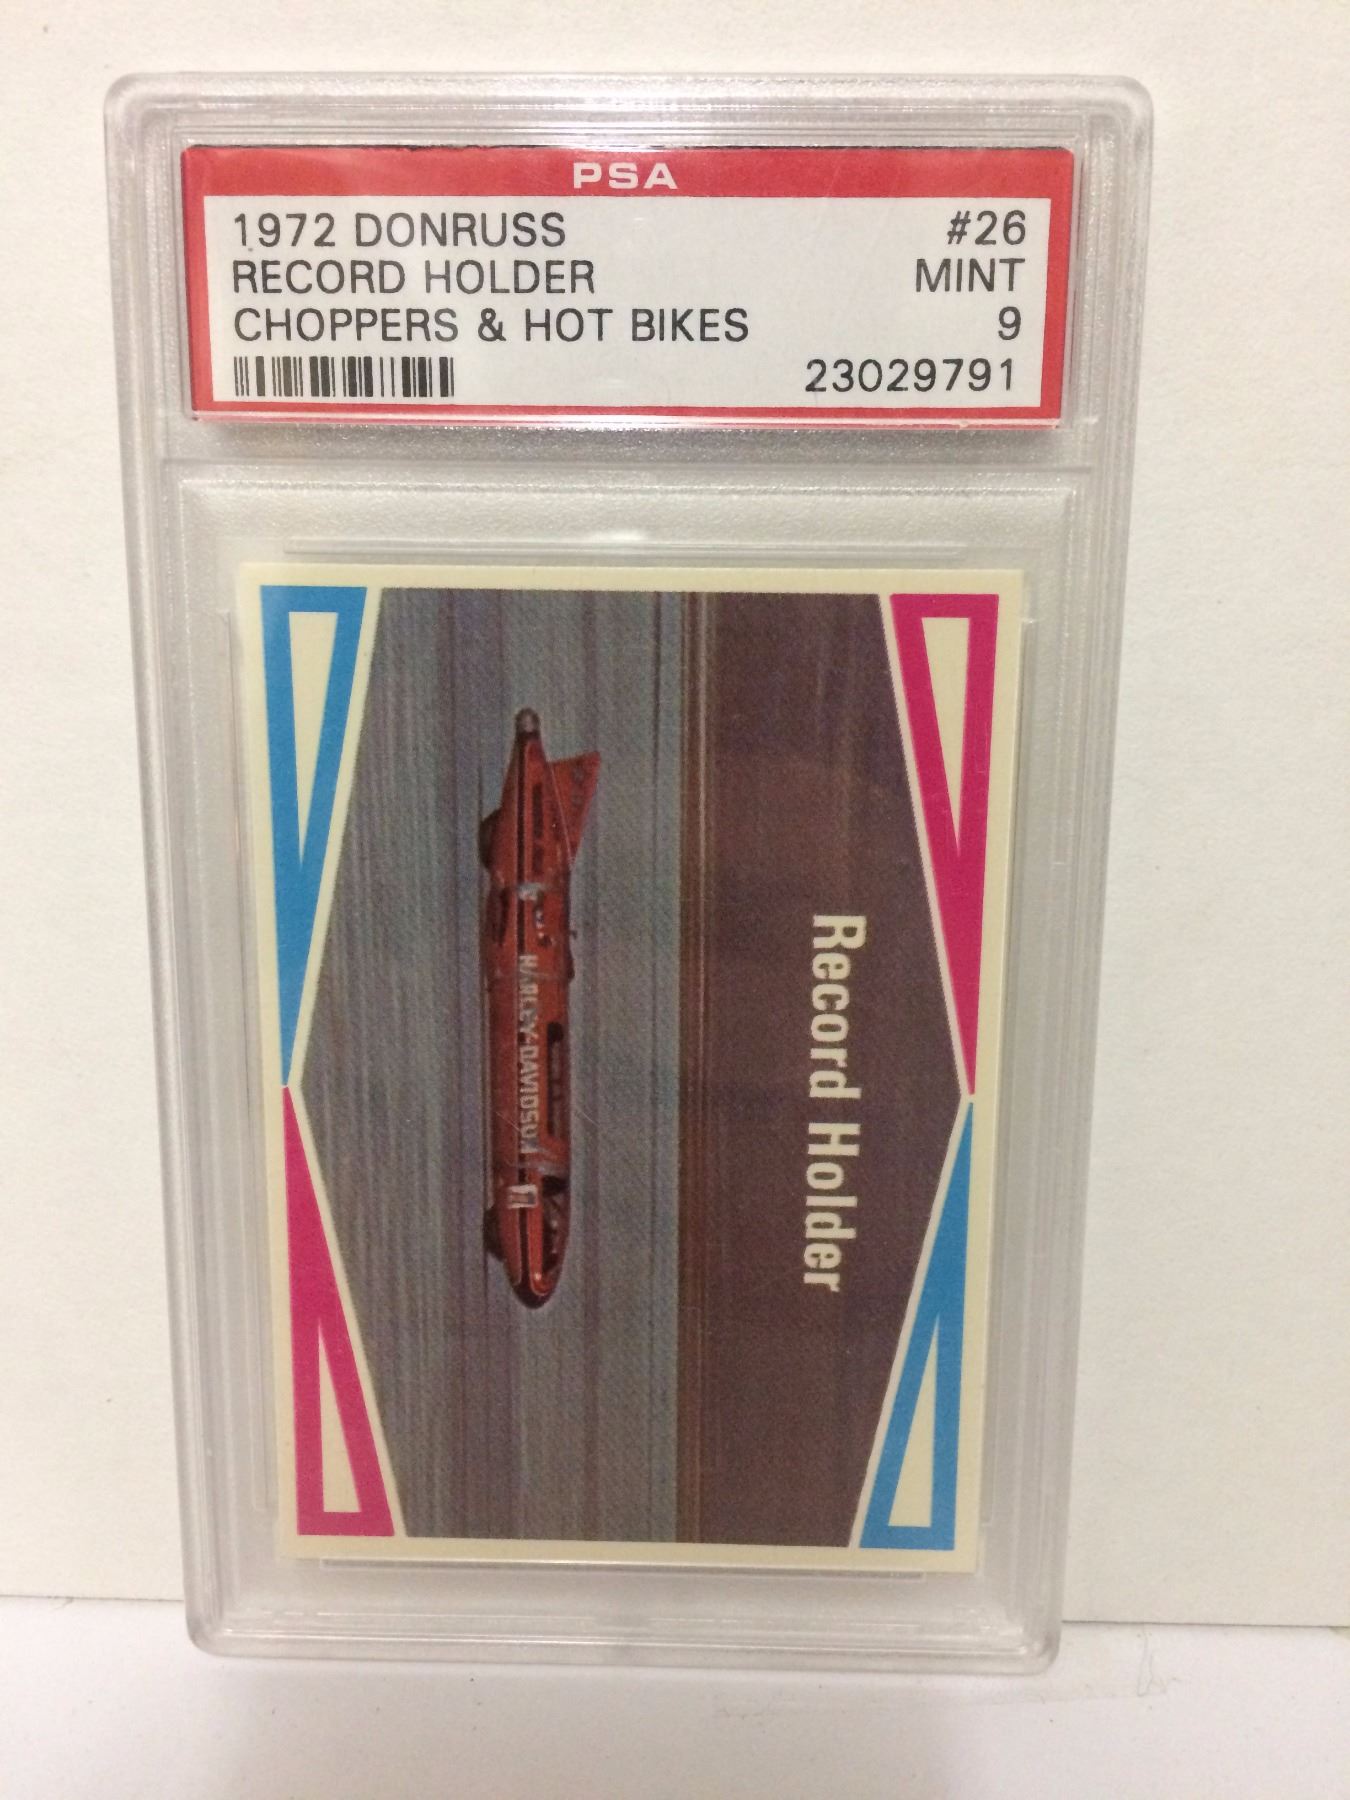 PSA
1972 DONRUSS #26
RECORD HOLDER MINT
CHOPPERS & HOT BIKES 9
23029791
Record Holder
HARLEY-DAVIDSON